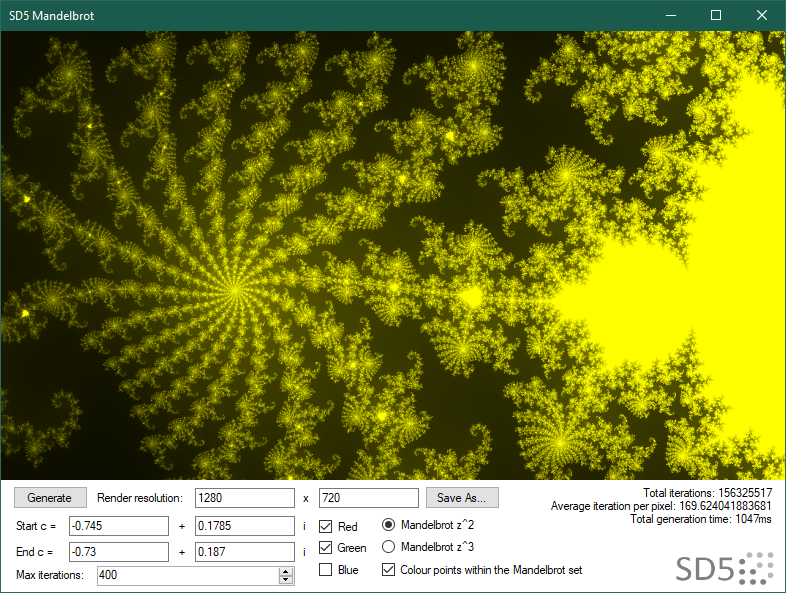 SD5 Mandelbrot
Generate Render resolution: 1280 x 720 Save As...
Total iterations: 156325517
Average iteration per pixel: 169.624041883681
Total generation time: 1047ms
Start c = -0.745 + 0.1785 i Red Mandelbrot z^2
End c = -0.73 + 0.187 i Green Mandelbrot z^3
Max iterations: 400 Blue Colour points within the Mandelbrot set
SD5